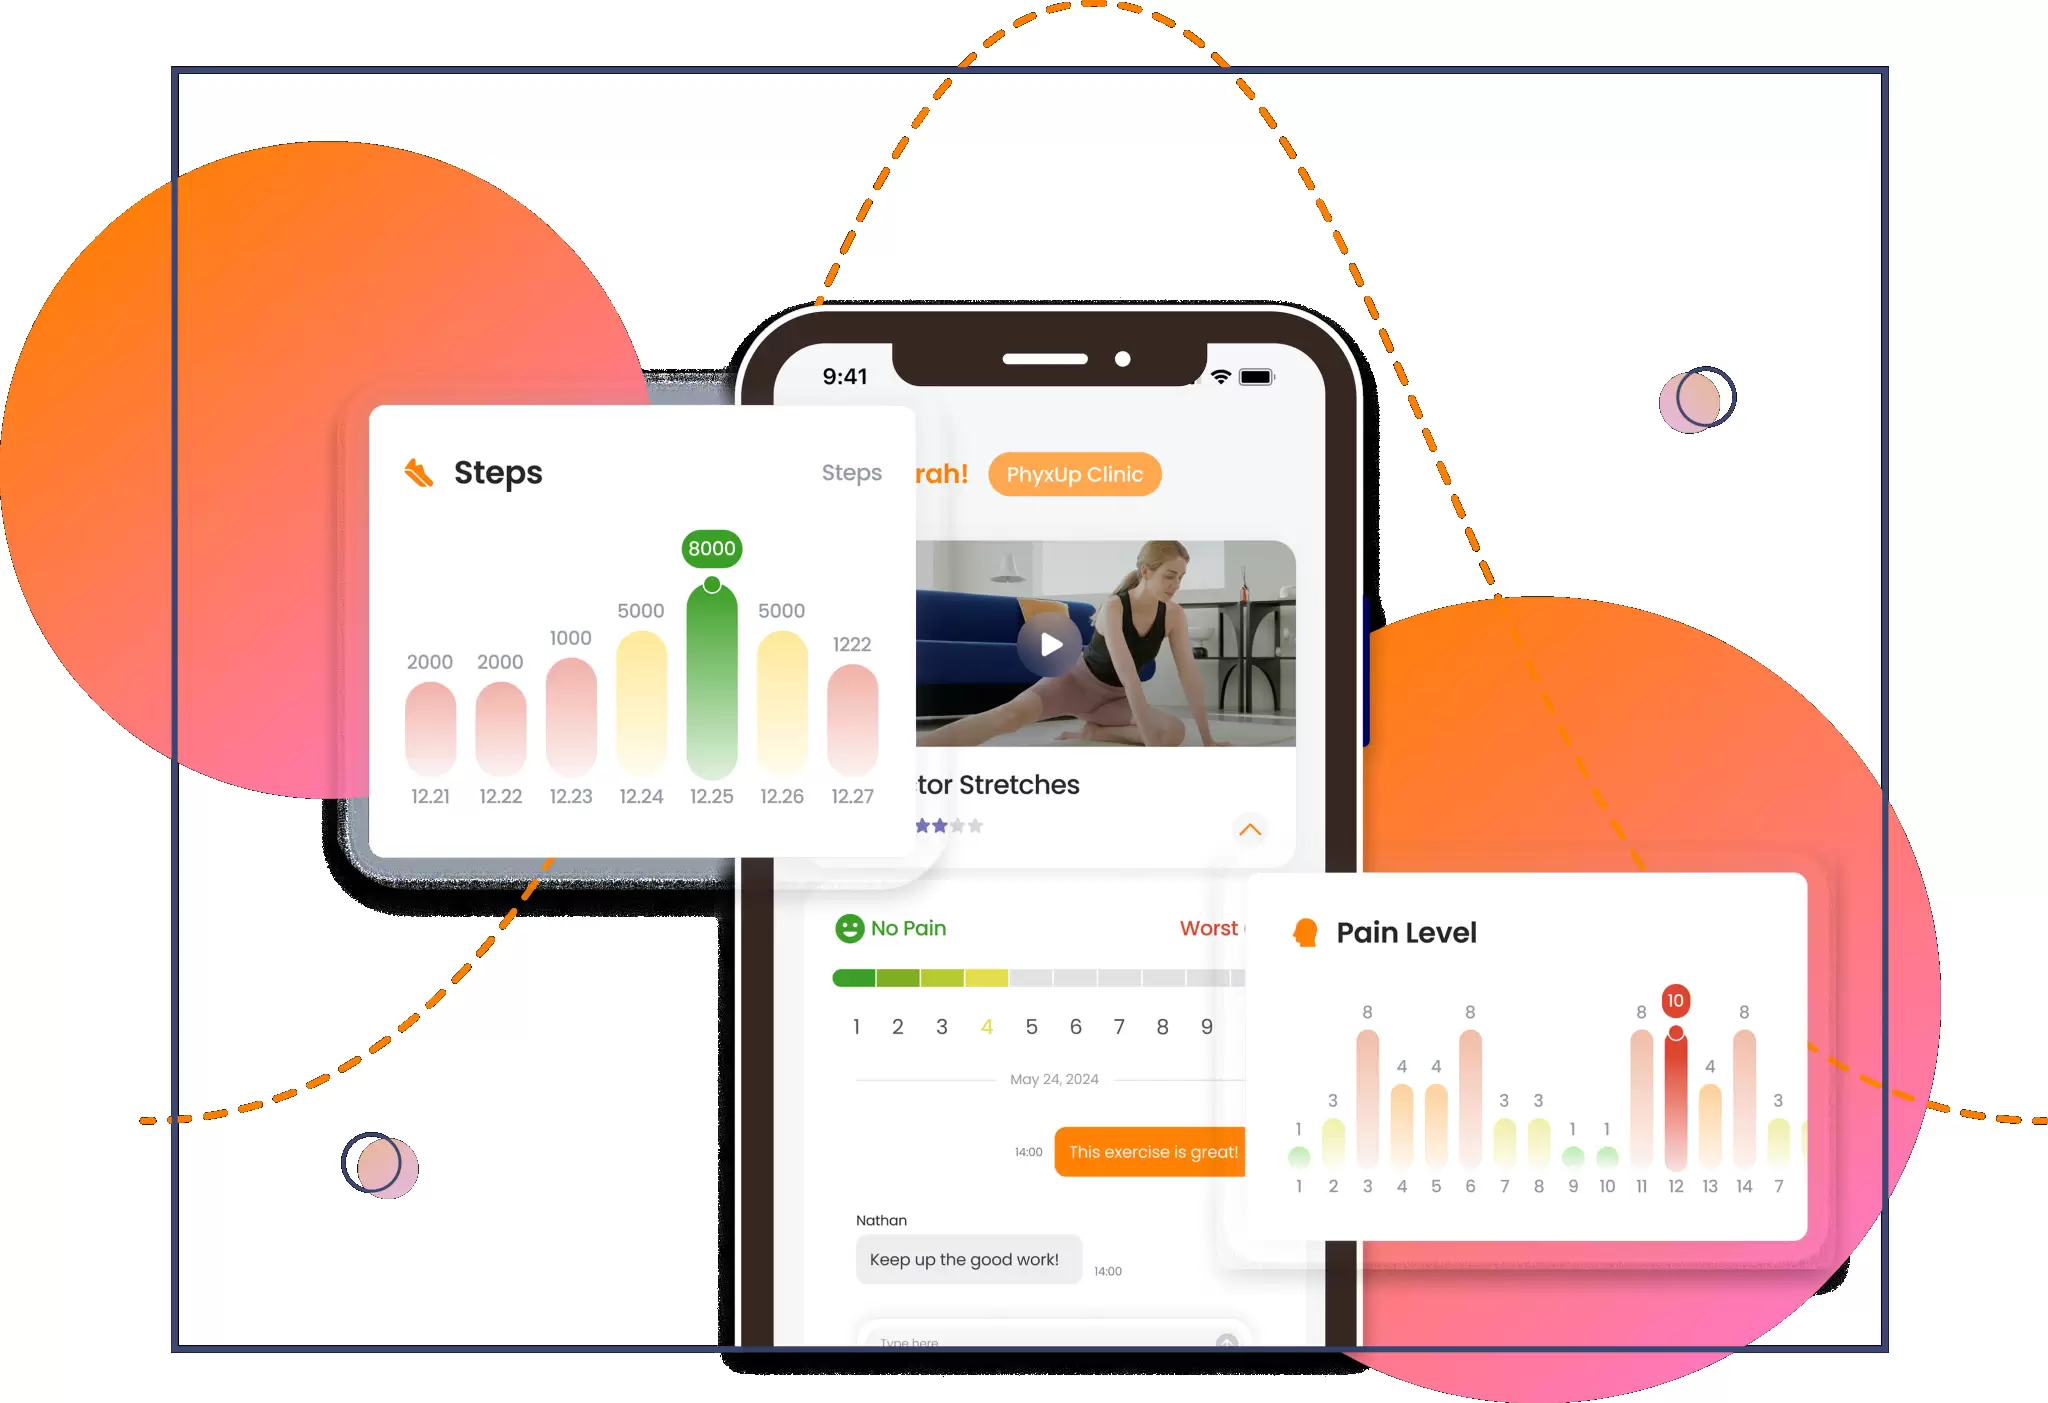 9:41
Steps
Steps
rah!
PhyxUp Clinic
8000
5000
5000
1000
1222
2000
2000
12.21
12.22
12.23
12.24
12.25
12.26
12.27
tor Stretches
No Pain
Worst
1 2 3 4 5 6 7 8 9
May 24, 2024
14:00
This exercise is great!
Nathan
Keep up the good work!
14:00
Type here
Pain Level
10
8 8 8 8
4 4 4
3 3 3 3
1 1 1
1 2 3 4 5 6 7 8 9 10 11 12 13 14 7